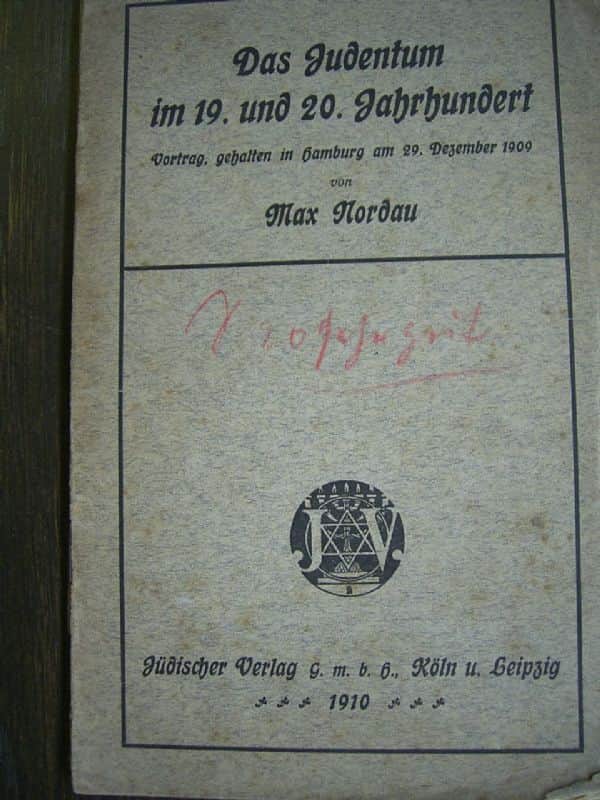 Das Judentum
im 19. und 20. Jahrhundert
Vortrag, gehalten in Hamburg am 29. Dezember 1909
von
Max Nordau
J V
Jüdischer Verlag G. m. b. H., Köln u. Leipzig
1910